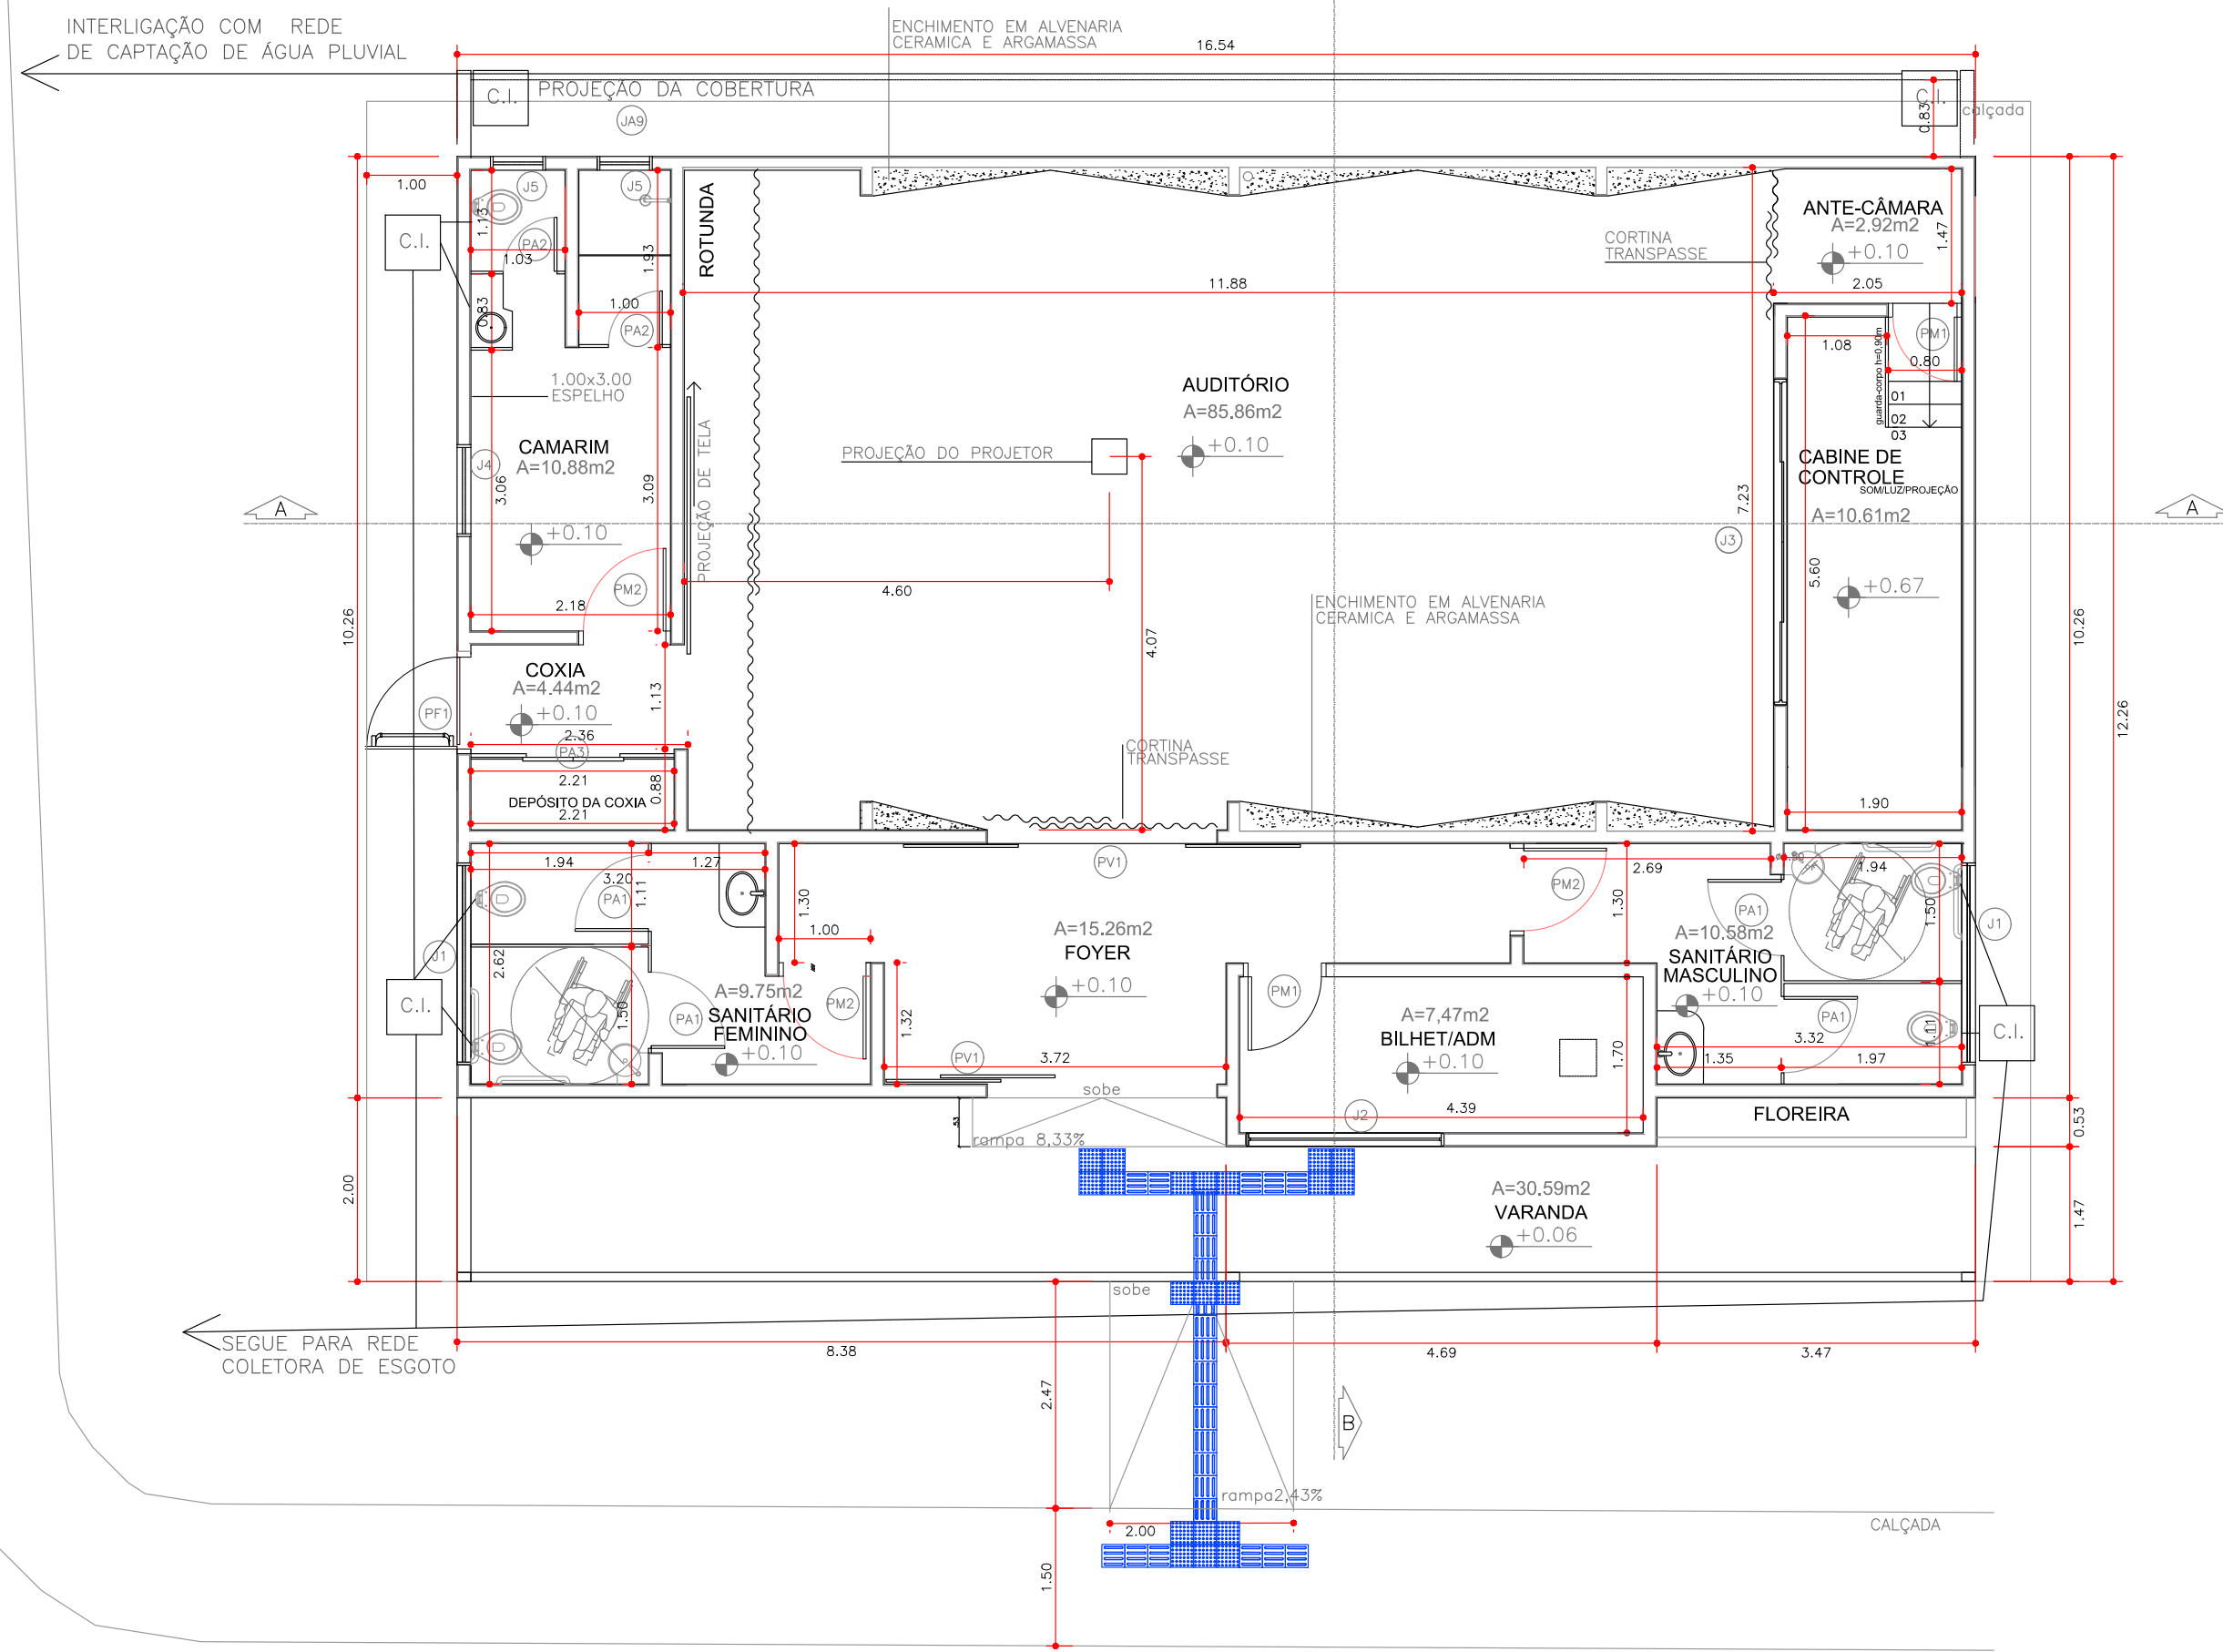 INTERLIGAÇÃO COM REDE
DE CAPTAÇÃO DE ÁGUA PLUVIAL
ENCHIMENTO EM ALVENARIA
CERAMICA E ARGAMASSA
16.54
C.I.
PROJEÇÃO DA COBERTURA
C.I.
0.83
calçada
JA9
1.00
J5
J5
ROTUNDA
1.13
PA2
1.03
1.93
C.I.
ANTE-CÂMARA
A=2.92m2
+0.10
1.47
CORTINA
TRANSPASSE
11.88
2.05
0.83
1.00
PA2
PM1
1.08
0.80
guarda-corpo h=0,90m
01
02
03
1.00x3.00
ESPELHO
AUDITÓRIO
A=85.86m2
+0.10
PROJEÇÃO DO PROJETOR
PROJEÇÃO DE TELA
CAMARIM
A=10.88m2
J4
3.06
3.09
+0.10
CABINE DE
CONTROLE
SOM/LUZ/PROJEÇÃO
A=10.61m2
7.23
J3
A
A
+0.67
5.60
PM2
2.18
4.60
4.07
ENCHIMENTO EM ALVENARIA
CERAMICA E ARGAMASSA
10.26
10.26
12.26
COXIA
A=4.44m2
+0.10
1.13
PF1
2.36
PA3
2.21
0.88
DEPÓSITO DA COXIA
2.21
CORTINA
TRANSPASSE
1.90
1.94
1.27
3.20
1.11
PA1
PV1
2.69
PM2
1.94
1.30
1.00
1.30
PA1
1.50
J1
J1
2.62
A=15.26m2
FOYER
+0.10
A=10.58m2
SANITÁRIO
MASCULINO
+0.10
A=9.75m2
SANITÁRIO
FEMININO
+0.10
PA1
1.50
PM2
1.32
C.I.
PM1
A=7,47m2
BILHET/ADM
+0.10
1.70
PA1
1.11
3.32
1.35
1.97
C.I.
PV1
3.72
sobe
4.39
J2
FLOREIRA
.53
rampa 8,33%
0.53
2.00
A=30.59m2
VARANDA
+0.06
1.47
sobe
SEGUE PARA REDE
COLETORA DE ESGOTO
8.38
4.69
3.47
2.47
B
rampa2,43%
2.00
CALÇADA
1.50